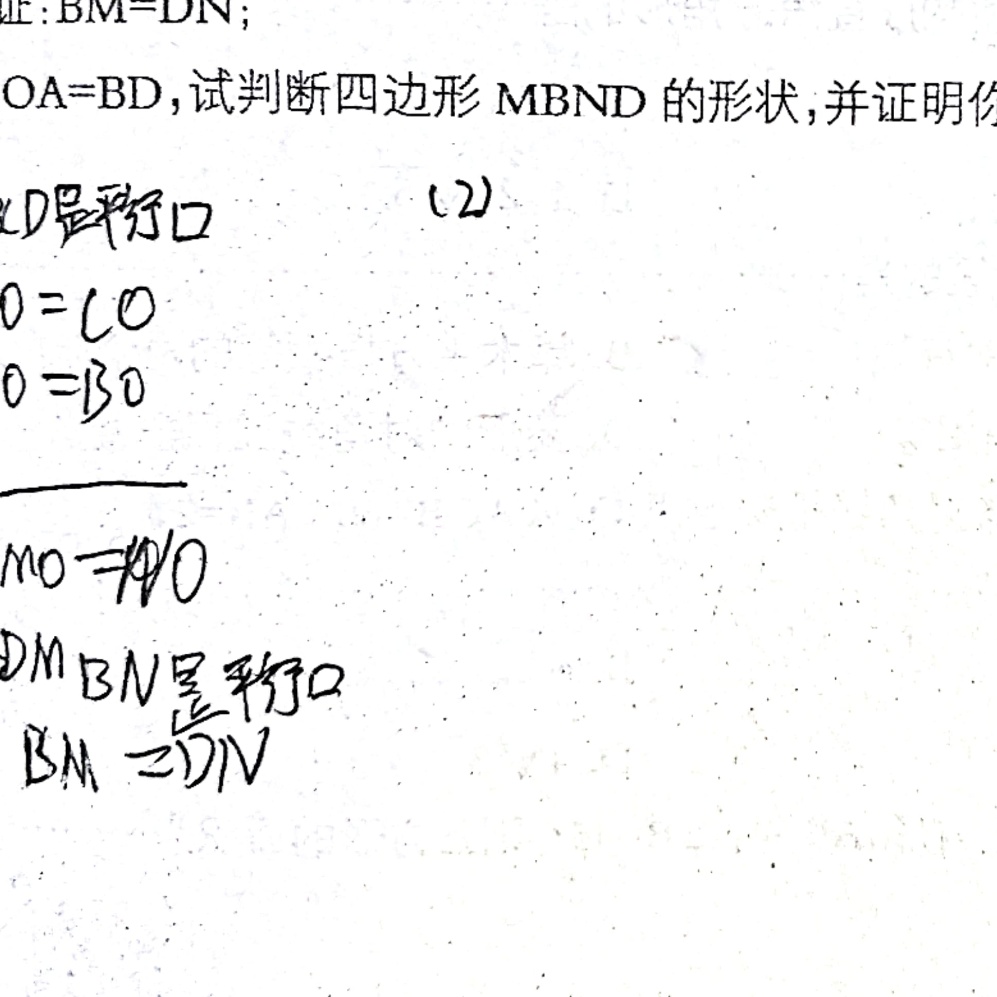 证:BM=DN;
OA=BD,试判断四边形 MBND 的形状,并证明你
CD是平行口
(2)
O=CO
O=BO
MO=NO
DMBN是平行口
BM=DN